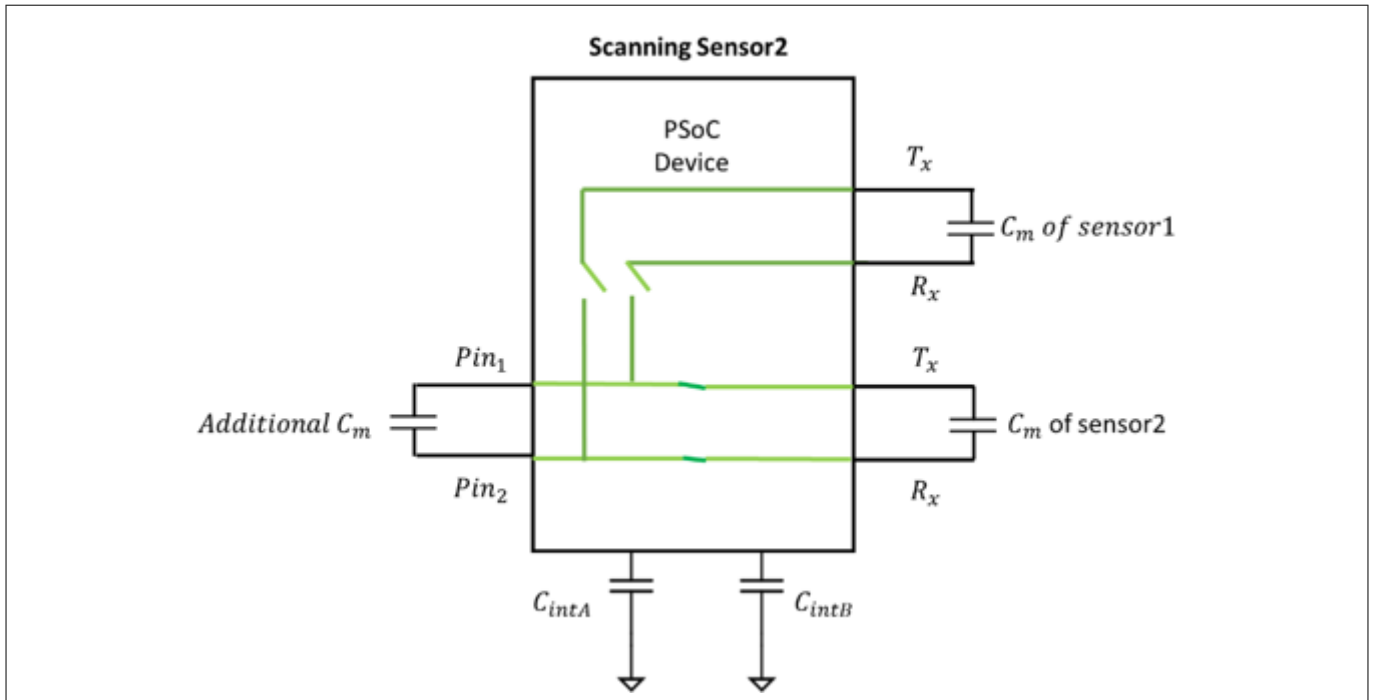 Scanning Sensor2
PSoC
Device
Tx
Cm of sensor1
Rx
Pin1
Tx
Additional Cm
Cm of sensor2
Pin2
Rx
CintA
CintB